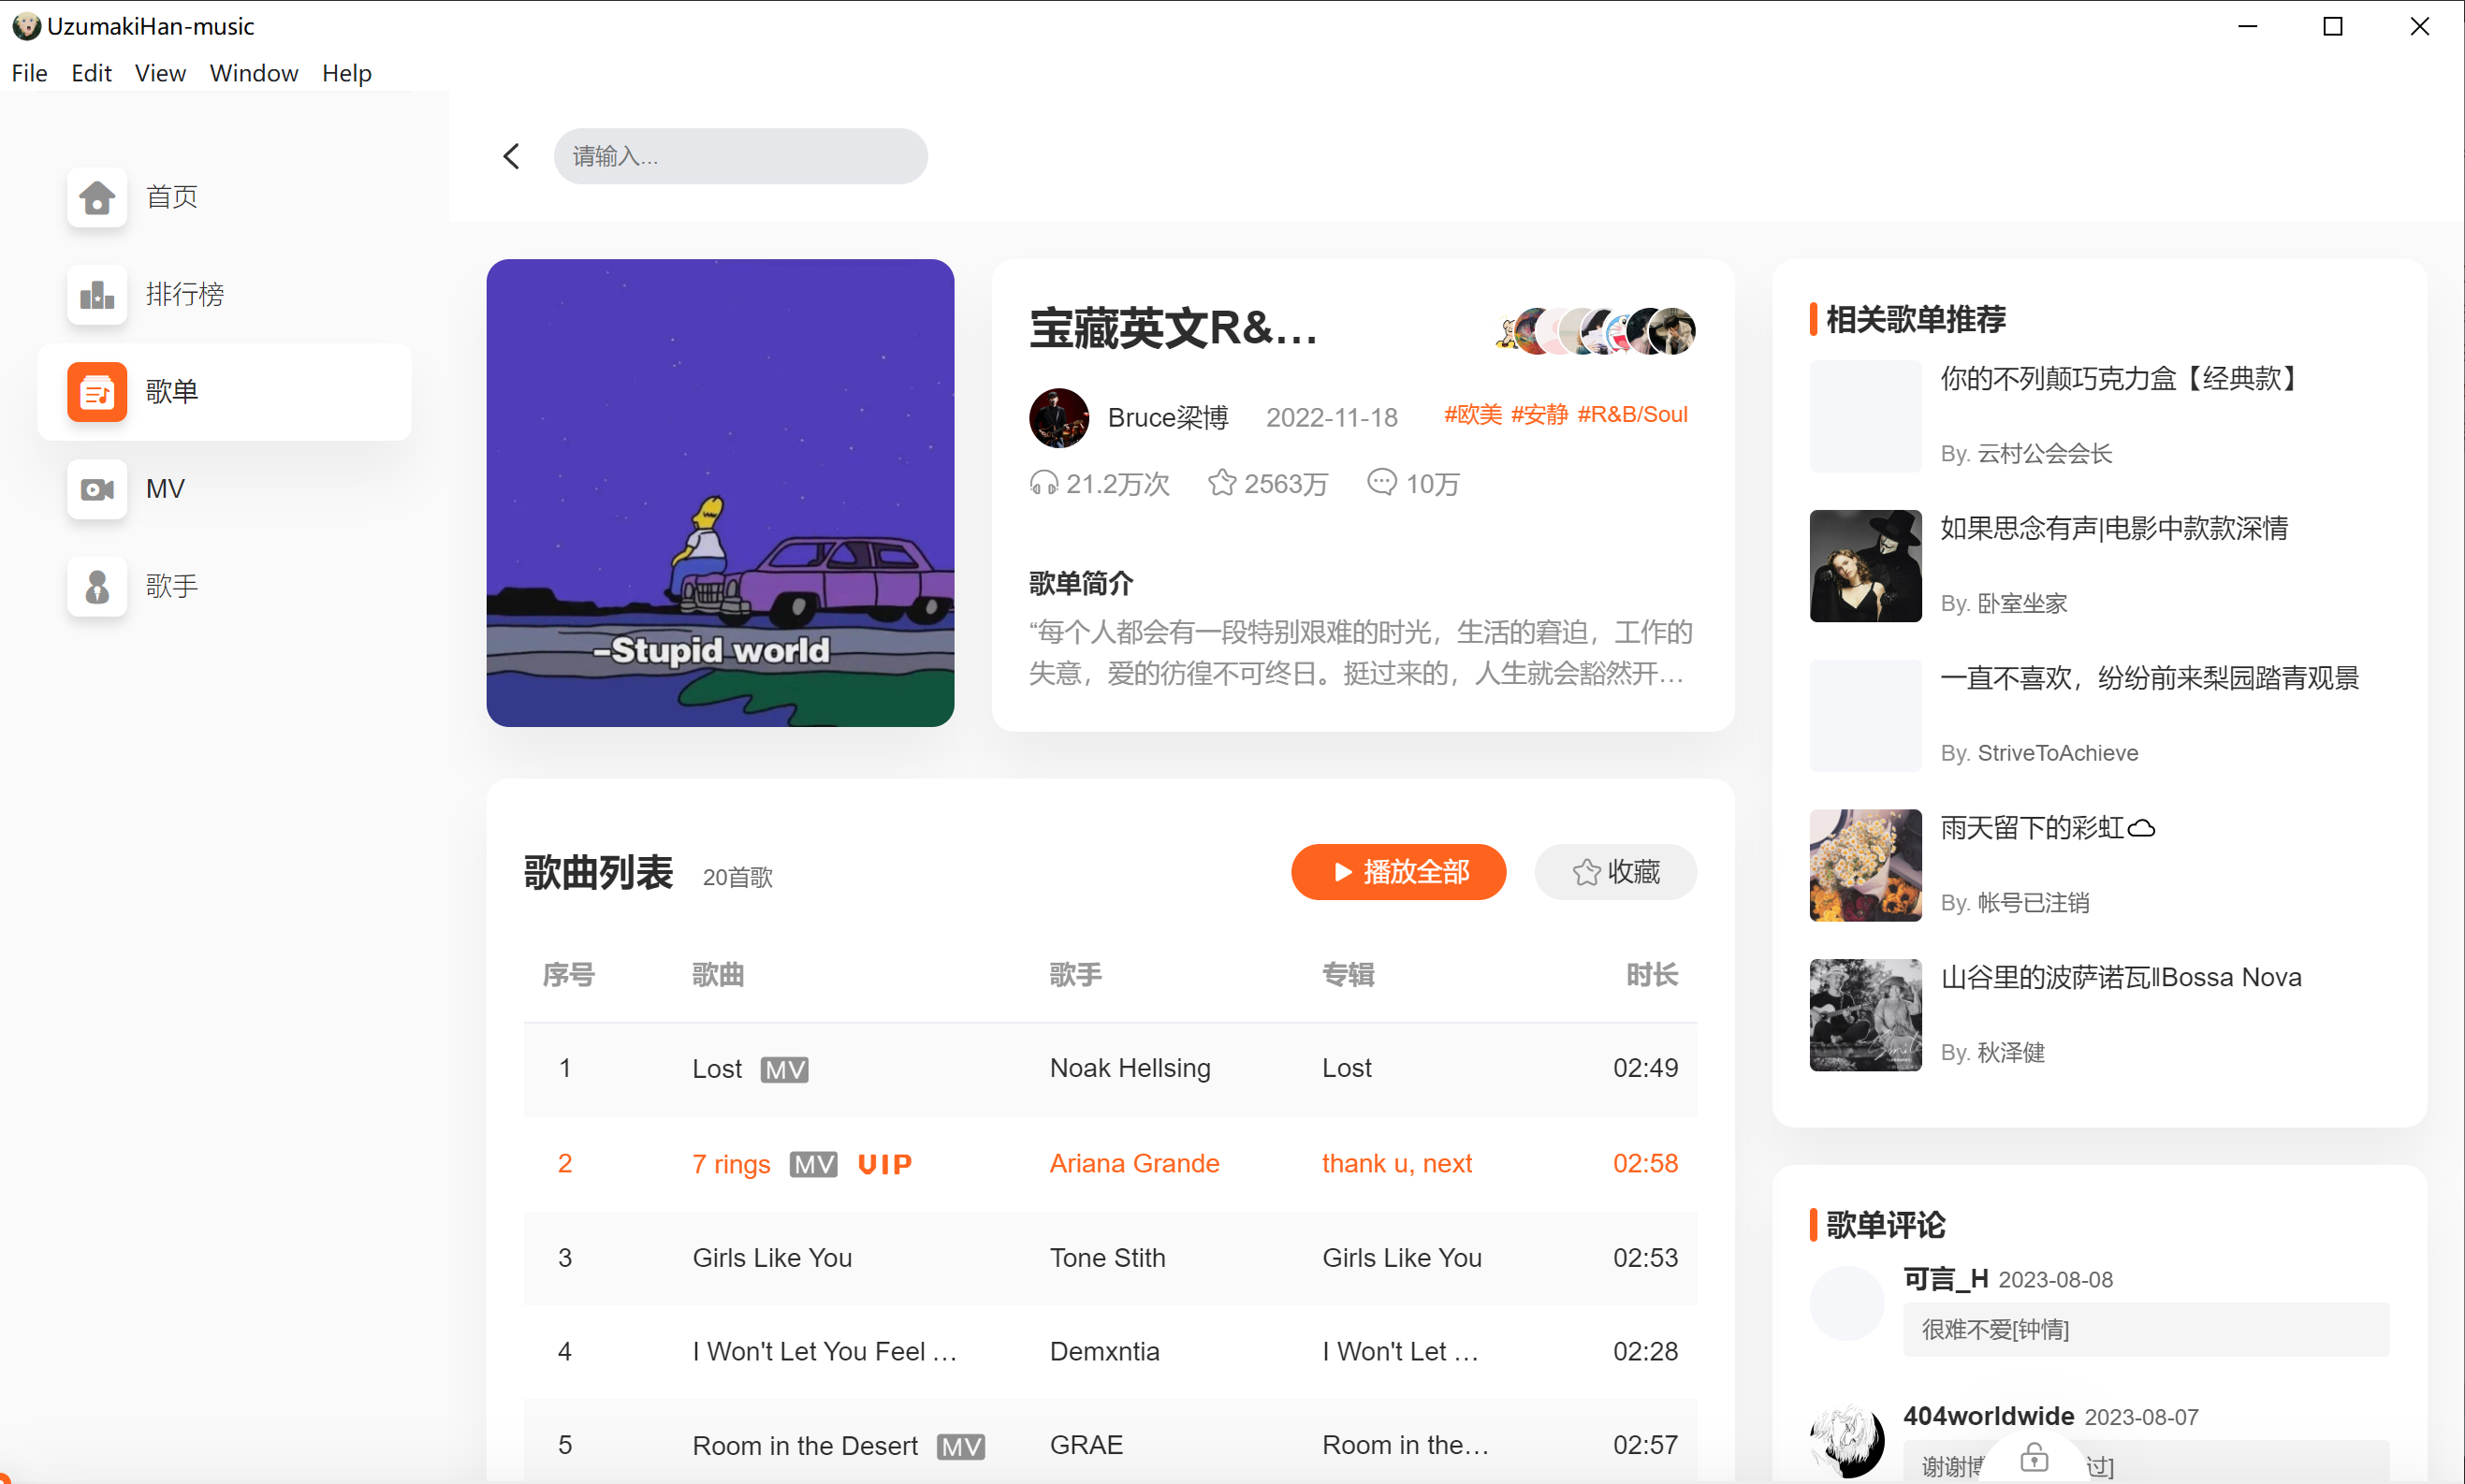 UzumakiHan-music
File Edit View Window Help
请输入...
首页
排行榜
歌单
MV
歌手
-Stupid world
宝藏英文R&...
Bruce梁博 2022-11-18 #欧美 #安静 #R&B/Soul
21.2万次 2563万 10万
歌单简介
“每个人都会有一段特别艰难的时光，生活的窘迫，工作的
失意，爱的彷徨不可终日。挺过来的，人生就会豁然开...
歌曲列表 20首歌 播放全部 收藏
序号 歌曲 歌手 专辑 时长
1 Lost MV Noak Hellsing Lost 02:49
2 7 rings MV VIP Ariana Grande thank u, next 02:58
3 Girls Like You Tone Stith Girls Like You 02:53
4 I Won't Let You Feel ... Demxntia I Won't Let ... 02:28
5 Room in the Desert MV GRAE Room in the... 02:57
相关歌单推荐
你的不列颠巧克力盒【经典款】
By. 云村公会会长
如果思念有声|电影中款款深情
By. 卧室坐家
一直不喜欢，纷纷前来梨园踏青观景
By. StriveToAchieve
雨天留下的彩虹
By. 帐号已注销
山谷里的波萨诺瓦‖Bossa Nova
By. 秋泽健
歌单评论
可言_H 2023-08-08
很难不爱[钟情]
404worldwide 2023-08-07
谢谢博 过]